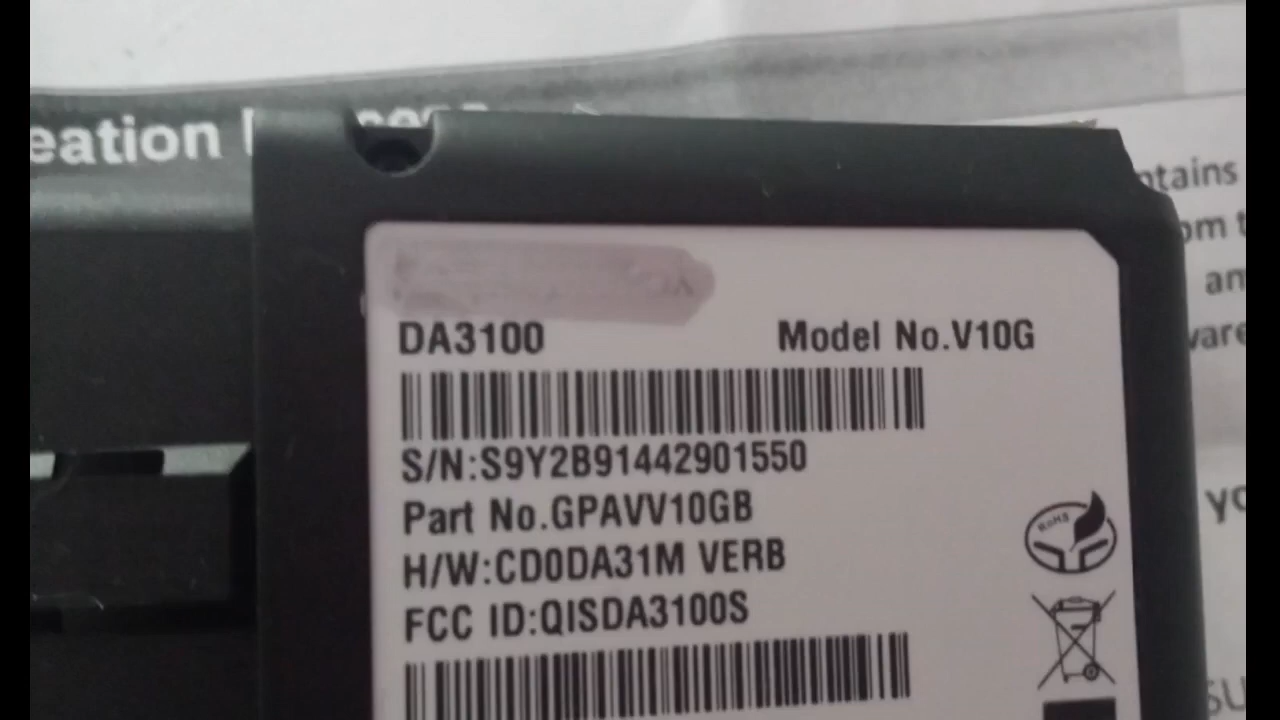 eation
DA3100 Model No.V10G
S/N:S9Y2B91442901550
Part No.GPAVV10GB
H/W:CD0DA31M VERB
FCC ID:QISDA3100S
RoHS